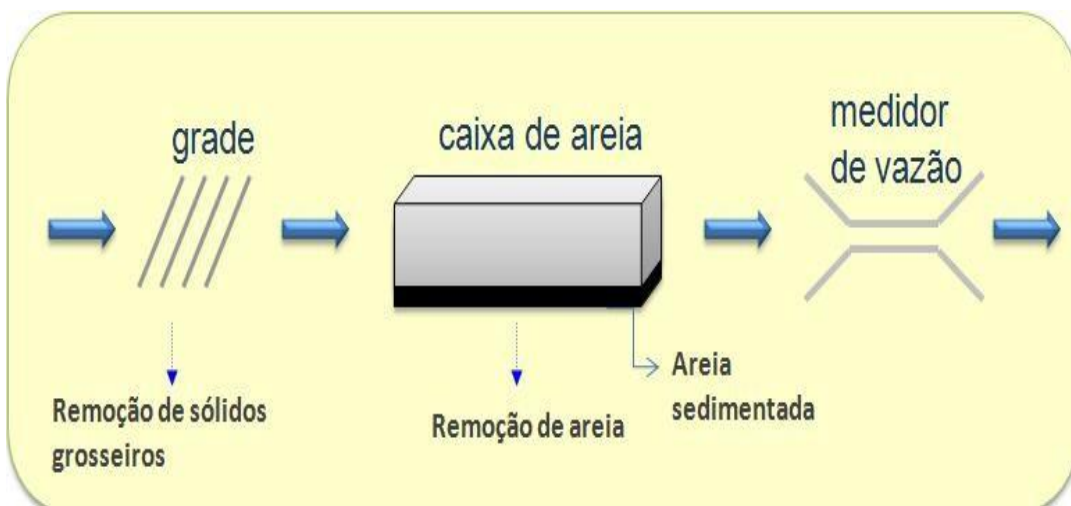 grade
caixa de areia
medidor
de vazão
Remoção de sólidos
grosseiros
Remoção de areia
Areia
sedimentada